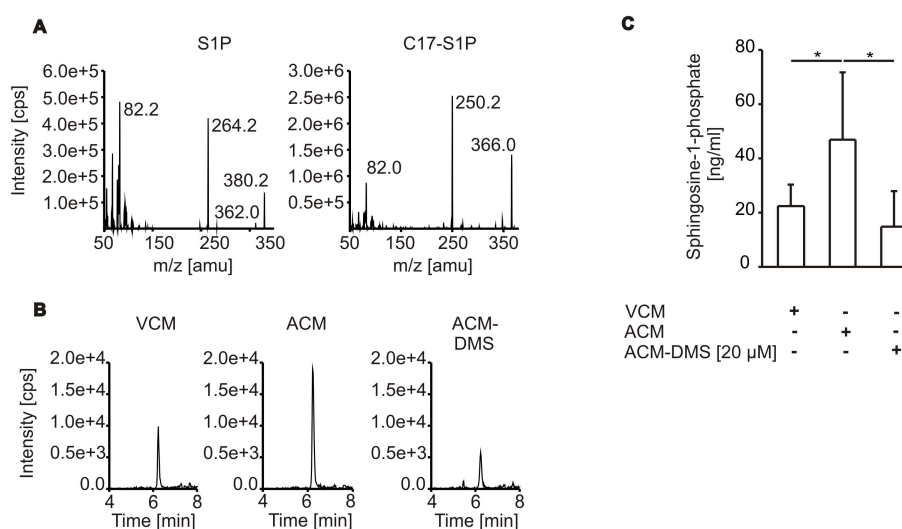 A
S1P
C17-S1P
Intensity [cps]
6.0e+5
5.0e+5
4.0e+5
3.0e+5
2.0e+5
1.0e+5
82.2
264.2
380.2
362.0
50 150 250 350
m/z [amu]
3.0e+6
2.5e+6
2.0e+6
1.5e+6
1.0e+6
0.5e+6
82.0
250.2
366.0
50 150 250 350
m/z [amu]
B
VCM
ACM
ACM-
DMS
Intensity [cps]
2.0e+4
1.5e+4
1.0e+4
0.5e+3
0.0
4 6 8
Time [min]
2.0e+4
1.5e+4
1.0e+4
0.5e+3
0.0
4 6 8
Time [min]
2.0e+4
1.5e+4
1.0e+4
0.5e+3
0.0
4 6 8
Time [min]
C
Sphingosine-1-phosphate
[ng/ml]
80
60
40
20
0
* *
VCM + - -
ACM - + -
ACM-DMS [20 µM] - - +